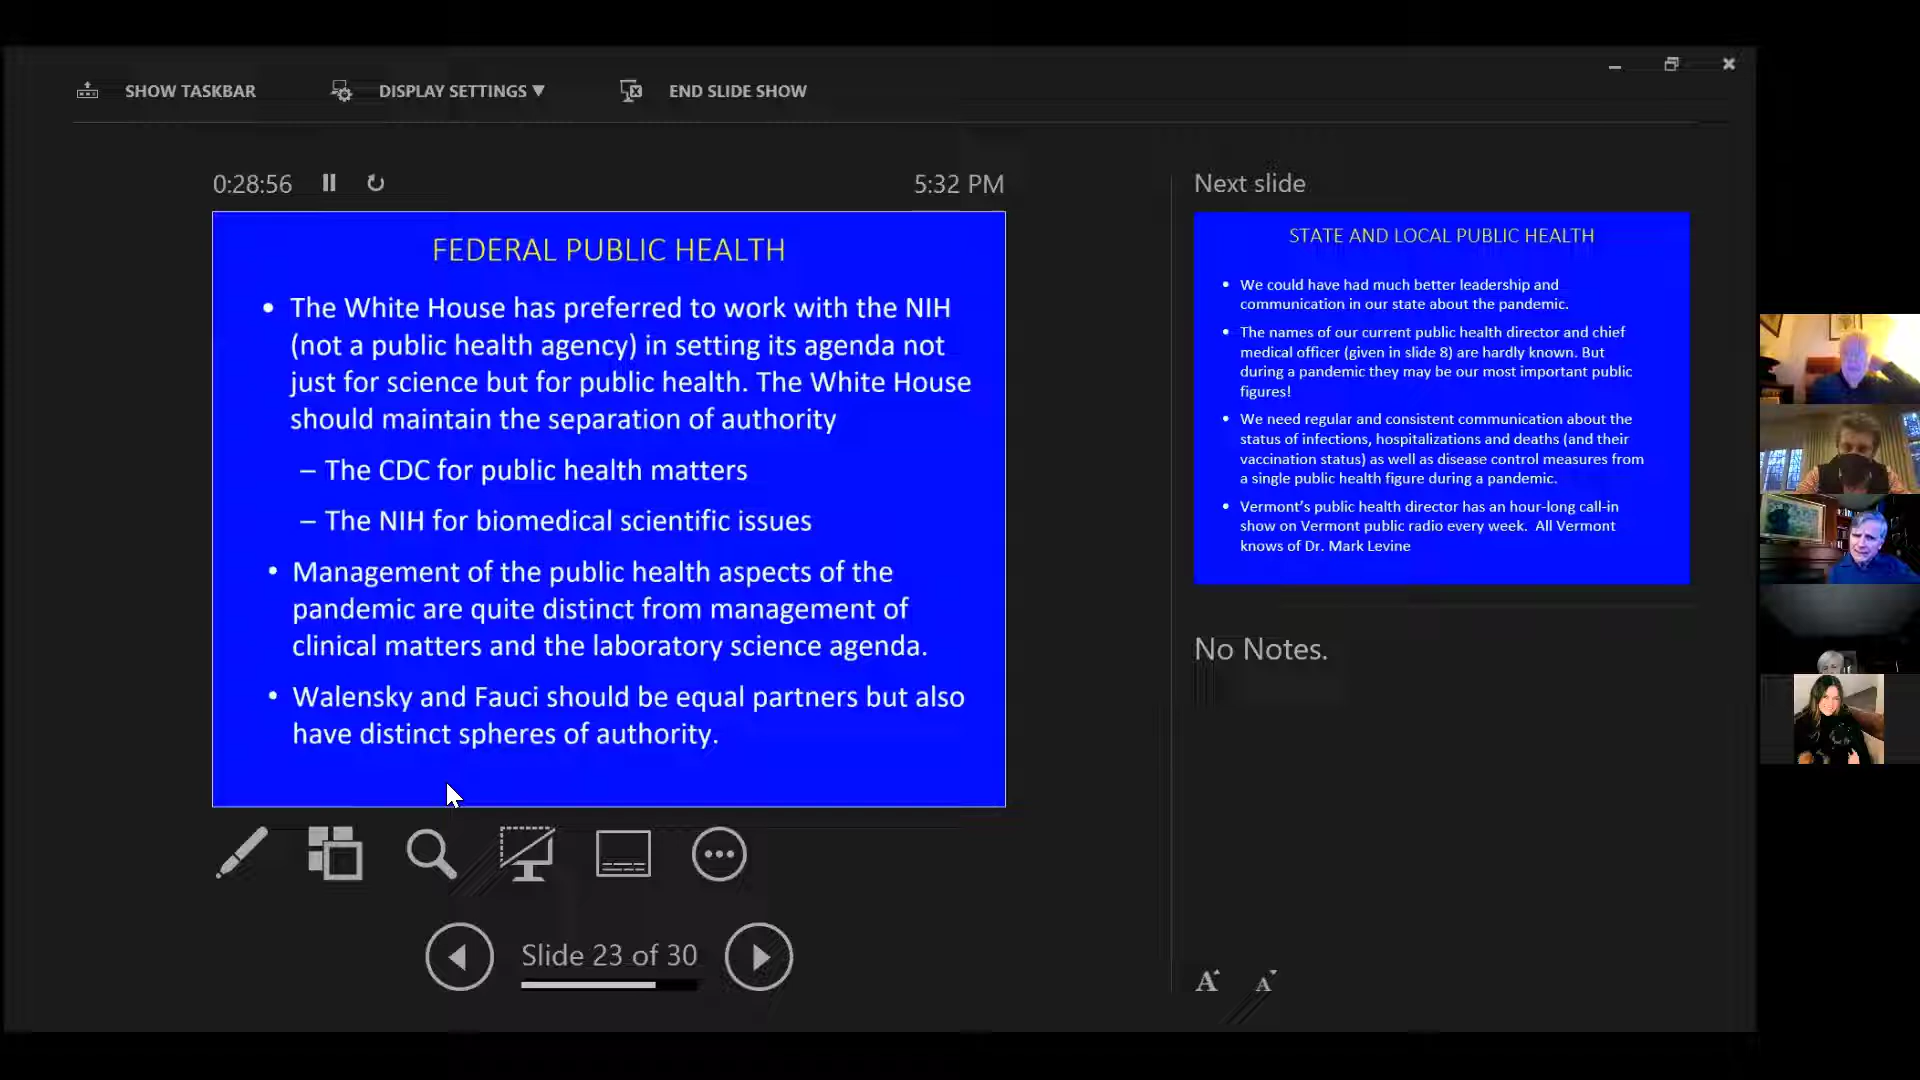 SHOW TASKBAR
DISPLAY SETTINGS ▼
END SLIDE SHOW
0:28:56
5:32 PM
FEDERAL PUBLIC HEALTH
• The White House has preferred to work with the NIH
(not a public health agency) in setting its agenda not
just for science but for public health. The White House
should maintain the separation of authority
– The CDC for public health matters
– The NIH for biomedical scientific issues
• Management of the public health aspects of the
pandemic are quite distinct from management of
clinical matters and the laboratory science agenda.
• Walensky and Fauci should be equal partners but also
have distinct spheres of authority.
Slide 23 of 30
Next slide
STATE AND LOCAL PUBLIC HEALTH
• We could have had much better leadership and
communication in our state about the pandemic.
• The names of our current public health director and chief
medical officer (given in slide 8) are hardly known. But
during a pandemic they may be our most important public
figures!
• We need regular and consistent communication about the
status of infections, hospitalizations and deaths (and their
vaccination status) as well as disease control measures from
a single public health figure during a pandemic.
• Vermont's public health director has an hour-long call-in
show on Vermont public radio every week. All Vermont
knows of Dr. Mark Levine
No Notes.
A A